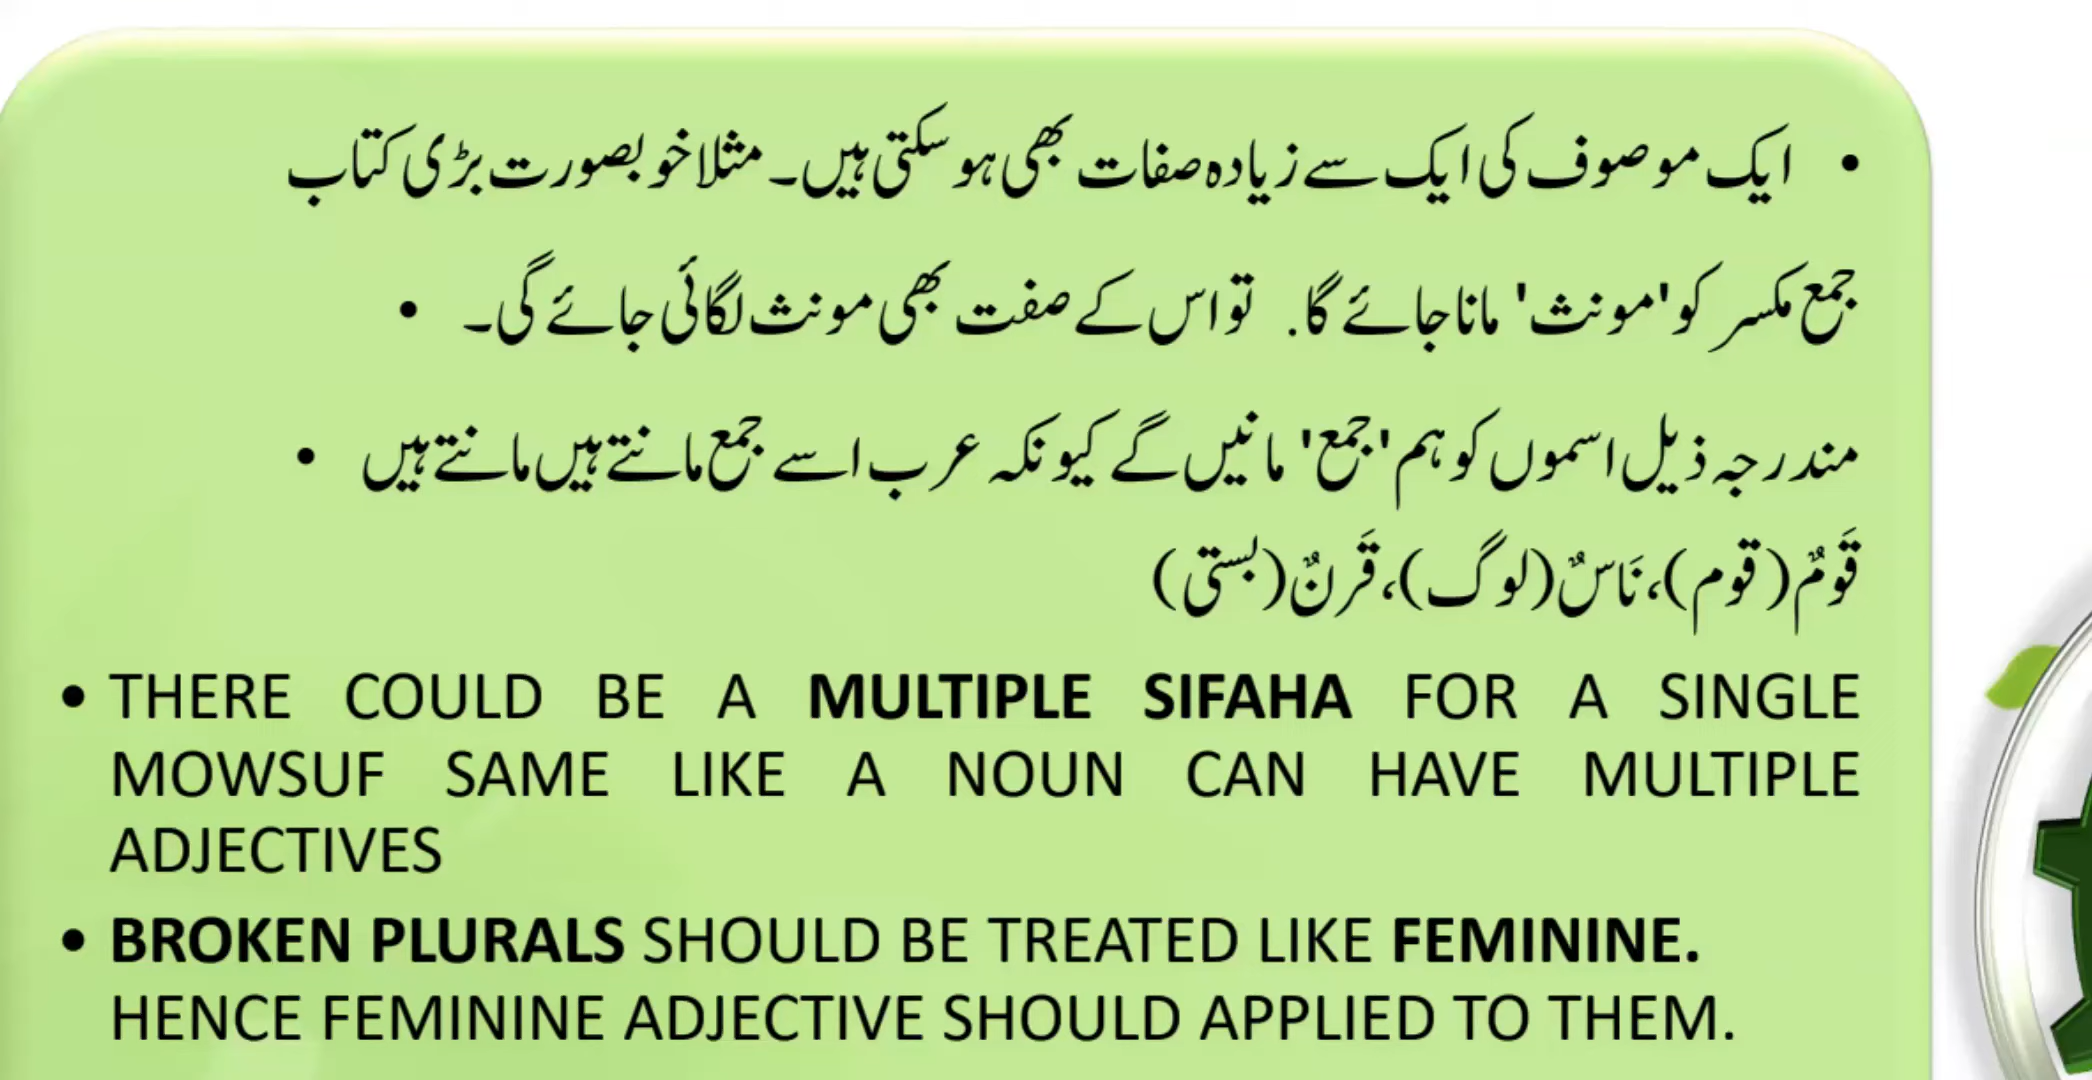 • ایک موصوف کی ایک سے زیادہ صفات بھی ہو سکتی ہیں۔ مثلا خوبصورت بڑی کتاب
جمع مکسر کو 'مونث' مانا جائے گا. تو اس کے صفت بھی مونث لگائی جائے گی۔ •
مندرجہ ذیل اسموں کو ہم 'جمع' مانیں گے کیونکہ عرب اسے جمع مانتے ہیں مانتے ہیں •
قَومٌ (قوم)، نَاسٌ (لوگ)، قَرنٌ (بستی)
• THERE COULD BE A MULTIPLE SIFAHA FOR A SINGLE
MOWSUF SAME LIKE A NOUN CAN HAVE MULTIPLE
ADJECTIVES
• BROKEN PLURALS SHOULD BE TREATED LIKE FEMININE.
HENCE FEMININE ADJECTIVE SHOULD APPLIED TO THEM.